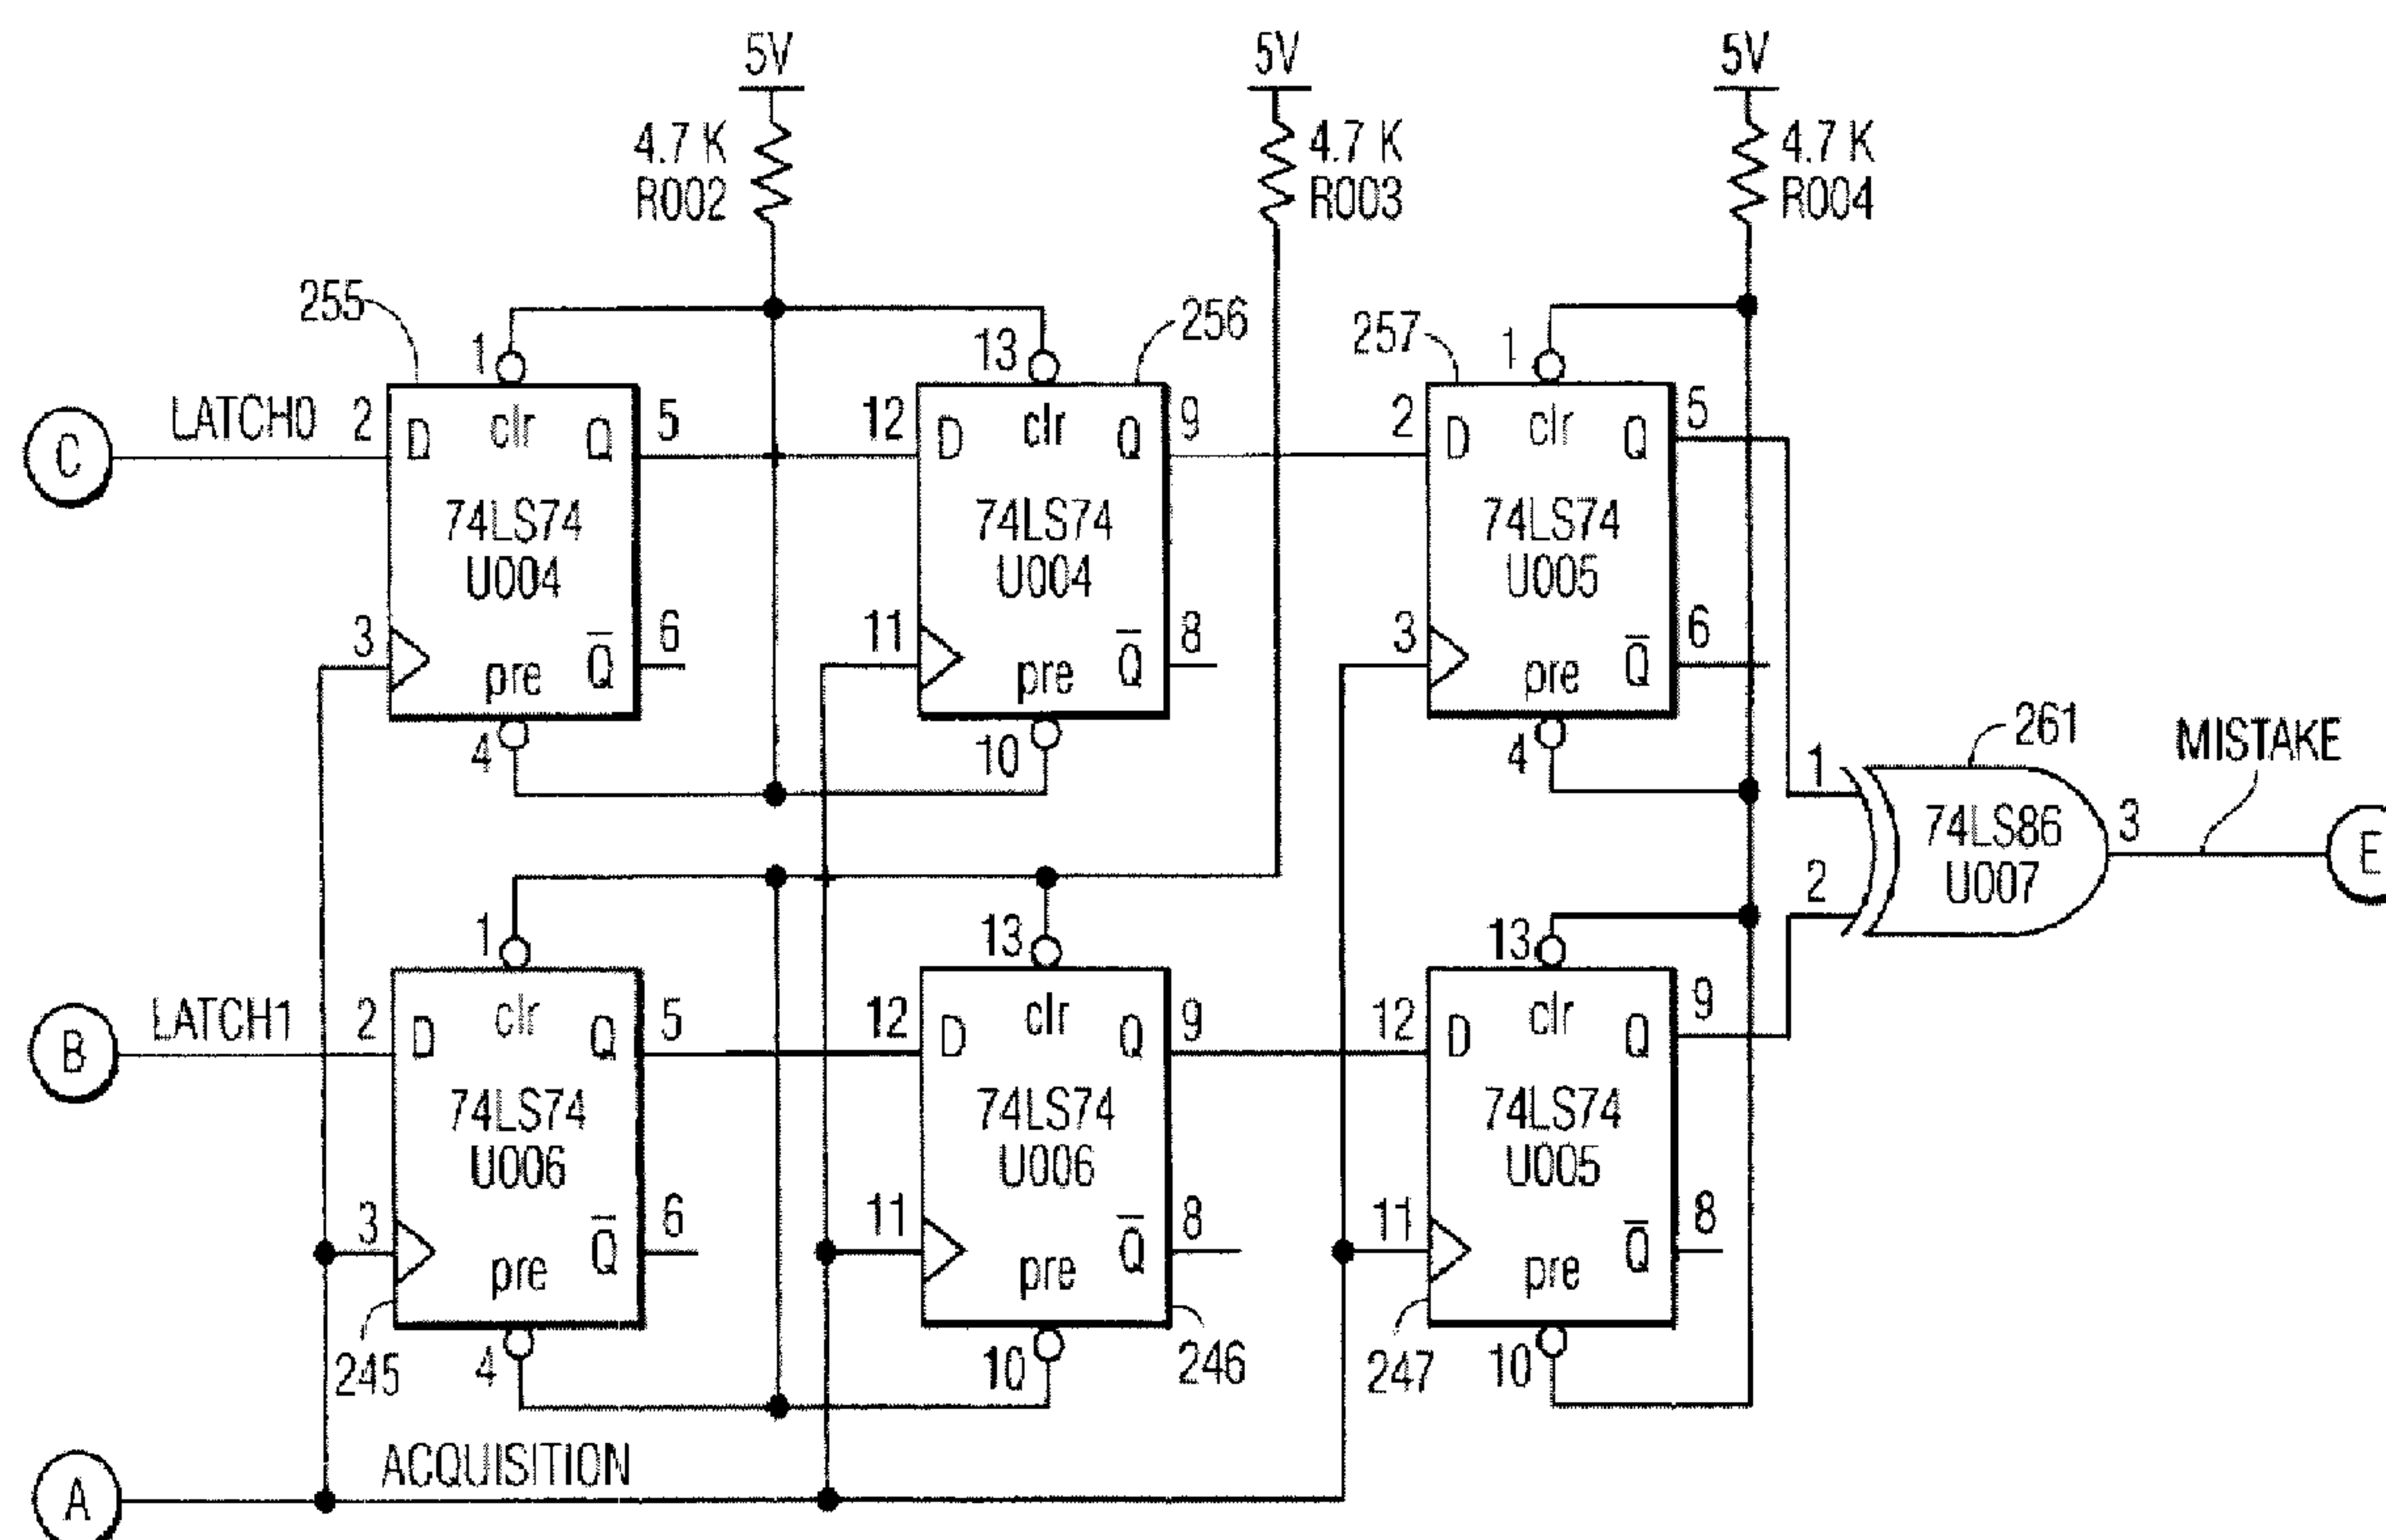 5V 5V 5V
4.7 K 4.7 K 4.7 K
R002 R003 R004
255 256 257
1 13 1
C LATCH0 2 D clr Q 5 12 D clr Q 9 2 D clr Q 5
74LS74 74LS74 74LS74
U004 U004 U005
3 pre Q̅ 6 11 pre Q̅ 8 3 pre Q̅ 6
4 10 4
261 MISTAKE
1 74LS86 3 E
2 U007
1 13 13
B LATCH1 2 D clr Q 5 12 D clr Q 9 12 D clr Q 9
74LS74 74LS74 74LS74
U006 U006 U005
3 pre Q̅ 6 11 pre Q̅ 8 11 pre Q̅ 8
245 4 10 246 247 10
A ACQUISITION